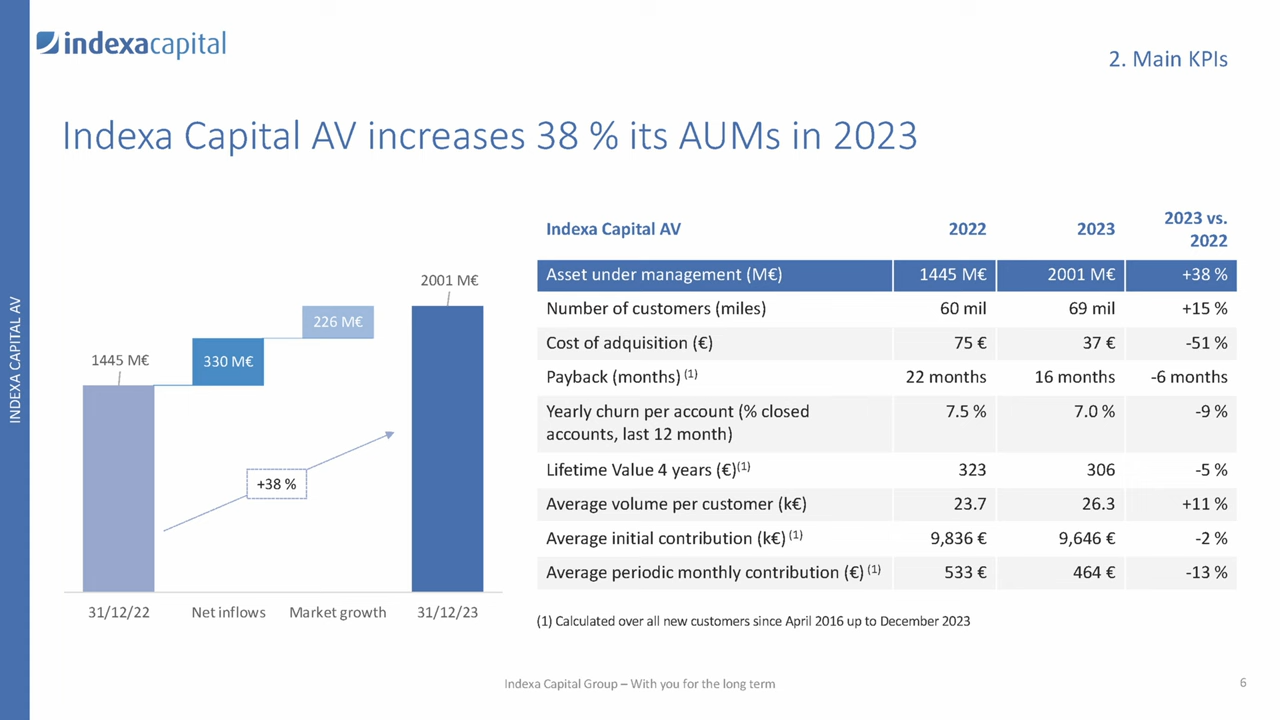 indexacapital
2. Main KPIs
Indexa Capital AV increases 38 % its AUMs in 2023
INDEXA CAPITAL AV
1445 M€
330 M€
226 M€
2001 M€
+38 %
31/12/22 Net inflows Market growth 31/12/23
Indexa Capital AV 2022 2023 2023 vs.
2022
Asset under management (M€) 1445 M€ 2001 M€ +38 %
Number of customers (miles) 60 mil 69 mil +15 %
Cost of adquisition (€) 75 € 37 € -51 %
Payback (months) (1) 22 months 16 months -6 months
Yearly churn per account (% closed 7.5 % 7.0 % -9 %
accounts, last 12 month)
Lifetime Value 4 years (€)(1) 323 306 -5 %
Average volume per customer (k€) 23.7 26.3 +11 %
Average initial contribution (k€) (1) 9,836 € 9,646 € -2 %
Average periodic monthly contribution (€) (1) 533 € 464 € -13 %
(1) Calculated over all new customers since April 2016 up to December 2023
Indexa Capital Group – With you for the long term
6